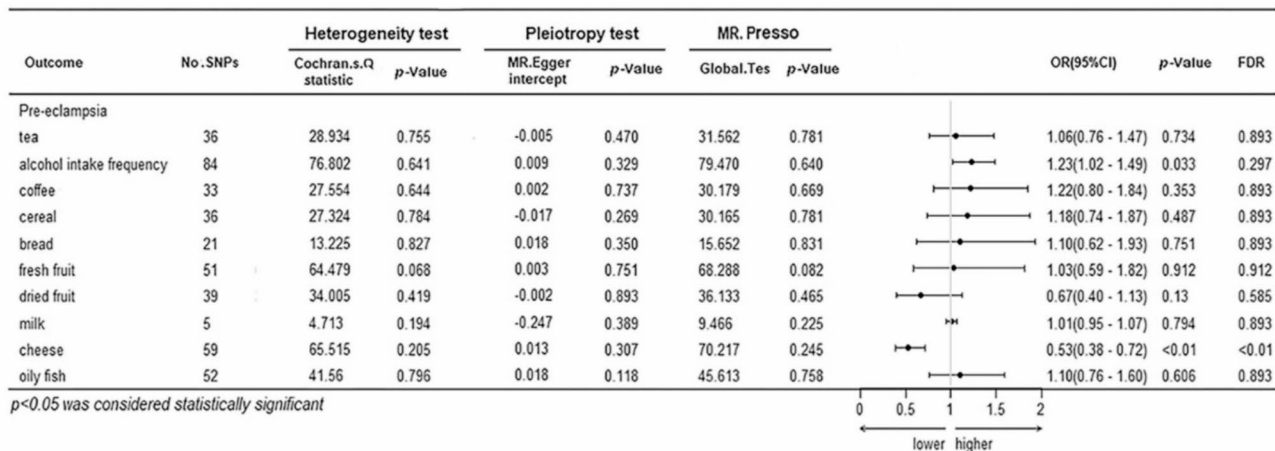 Heterogeneity test Pleiotropy test MR. Presso
Outcome No.SNPs Cochran.s.Q statistic p-Value MR.Egger intercept p-Value Global.Tes p-Value OR(95%CI) p-Value FDR
Pre-eclampsia
tea 36 28.934 0.755 -0.005 0.470 31.562 0.781 1.06(0.76 - 1.47) 0.734 0.893
alcohol intake frequency 84 76.802 0.641 0.009 0.329 79.470 0.640 1.23(1.02 - 1.49) 0.033 0.297
coffee 33 27.554 0.644 0.002 0.737 30.179 0.669 1.22(0.80 - 1.84) 0.353 0.893
cereal 36 27.324 0.784 -0.017 0.269 30.165 0.781 1.18(0.74 - 1.87) 0.487 0.893
bread 21 13.225 0.827 0.018 0.350 15.652 0.831 1.10(0.62 - 1.93) 0.751 0.893
fresh fruit 51 64.479 0.068 0.003 0.751 68.288 0.082 1.03(0.59 - 1.82) 0.912 0.912
dried fruit 39 34.005 0.419 -0.002 0.893 36.133 0.465 0.67(0.40 - 1.13) 0.13 0.585
milk 5 4.713 0.194 -0.247 0.389 9.466 0.225 1.01(0.95 - 1.07) 0.794 0.893
cheese 59 65.515 0.205 0.013 0.307 70.217 0.245 0.53(0.38 - 0.72) <0.01 <0.01
oily fish 52 41.56 0.796 0.018 0.118 45.613 0.758 1.10(0.76 - 1.60) 0.606 0.893
p<0.05 was considered statistically significant
0 0.5 1 1.5 2
lower higher